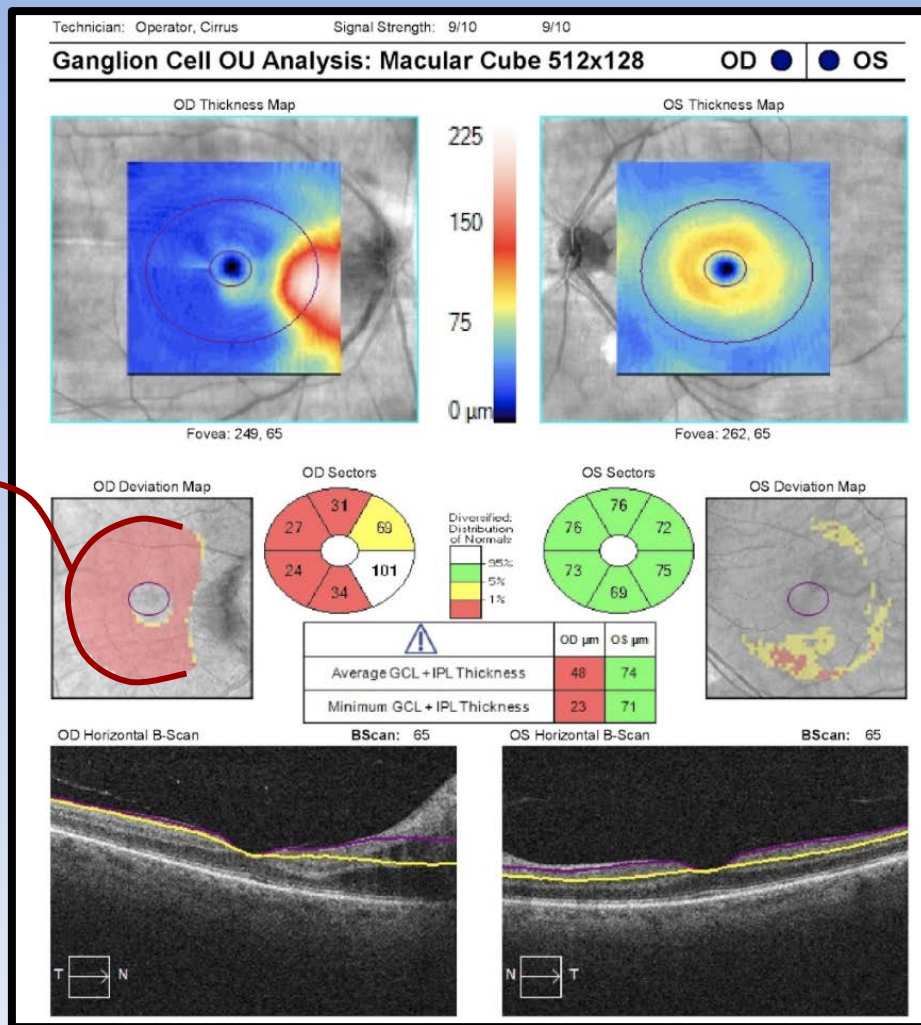 Technician: Operator, Cirrus Signal Strength: 9/10 9/10
Ganglion Cell OU Analysis: Macular Cube 512x128 OD OS
OD Thickness Map
OS Thickness Map
225
150
75
0 µm
Fovea: 249, 65
Fovea: 262, 65
OD Deviation Map
OD Sectors
31
27
69
24
101
34
Diversified:
Distribution
of Normals
95%
5%
1%
OS Sectors
76
76
72
73
75
69
OS Deviation Map
OD µm OS µm
Average GCL + IPL Thickness 48 74
Minimum GCL + IPL Thickness 23 71
OD Horizontal B-Scan BScan: 65
OS Horizontal B-Scan BScan: 65
T N
N T